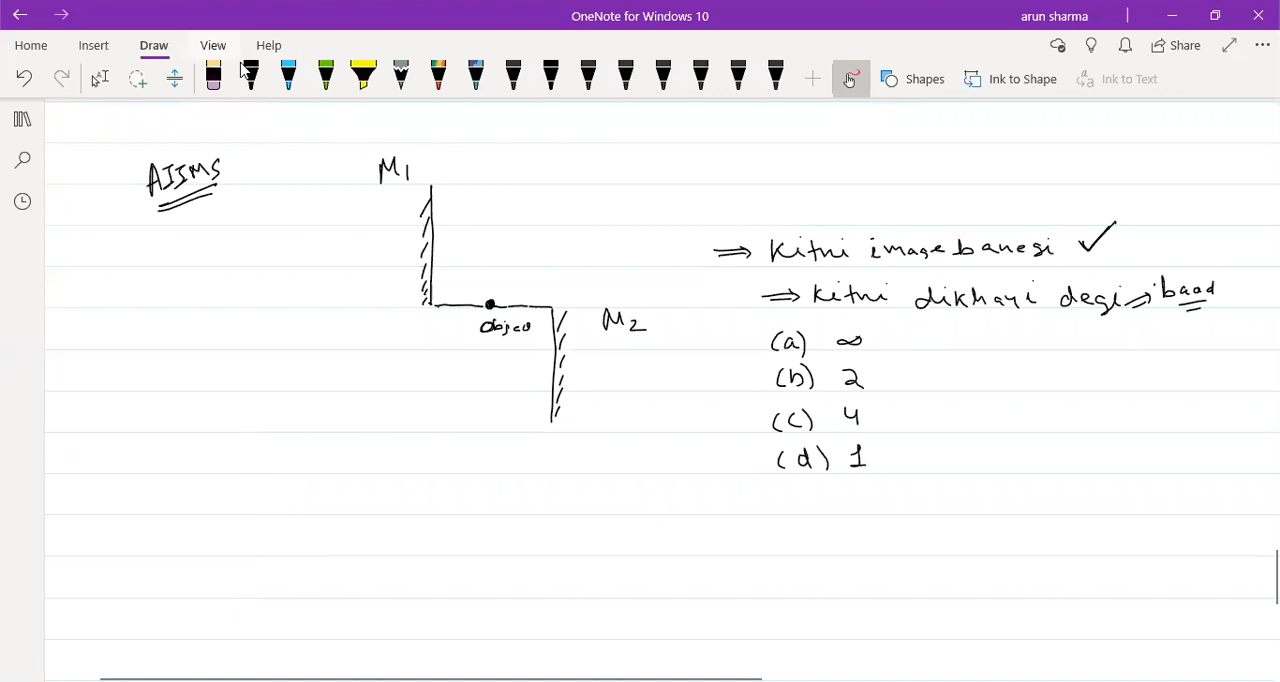 OneNote for Windows 10
arun sharma
Home Insert Draw View Help
Share
Shapes Ink to Shape Ink to Text
AIIMS
M1
⇒ Kitni image banegi ✓
⇒ Kitni dikhayi degi ⇒ baad
Object
M2
(a) ∞
(b) 2
(c) 4
(d) 1